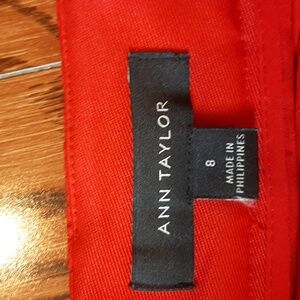 ANN TAYLOR
8
MADE IN
PHILIPPINES